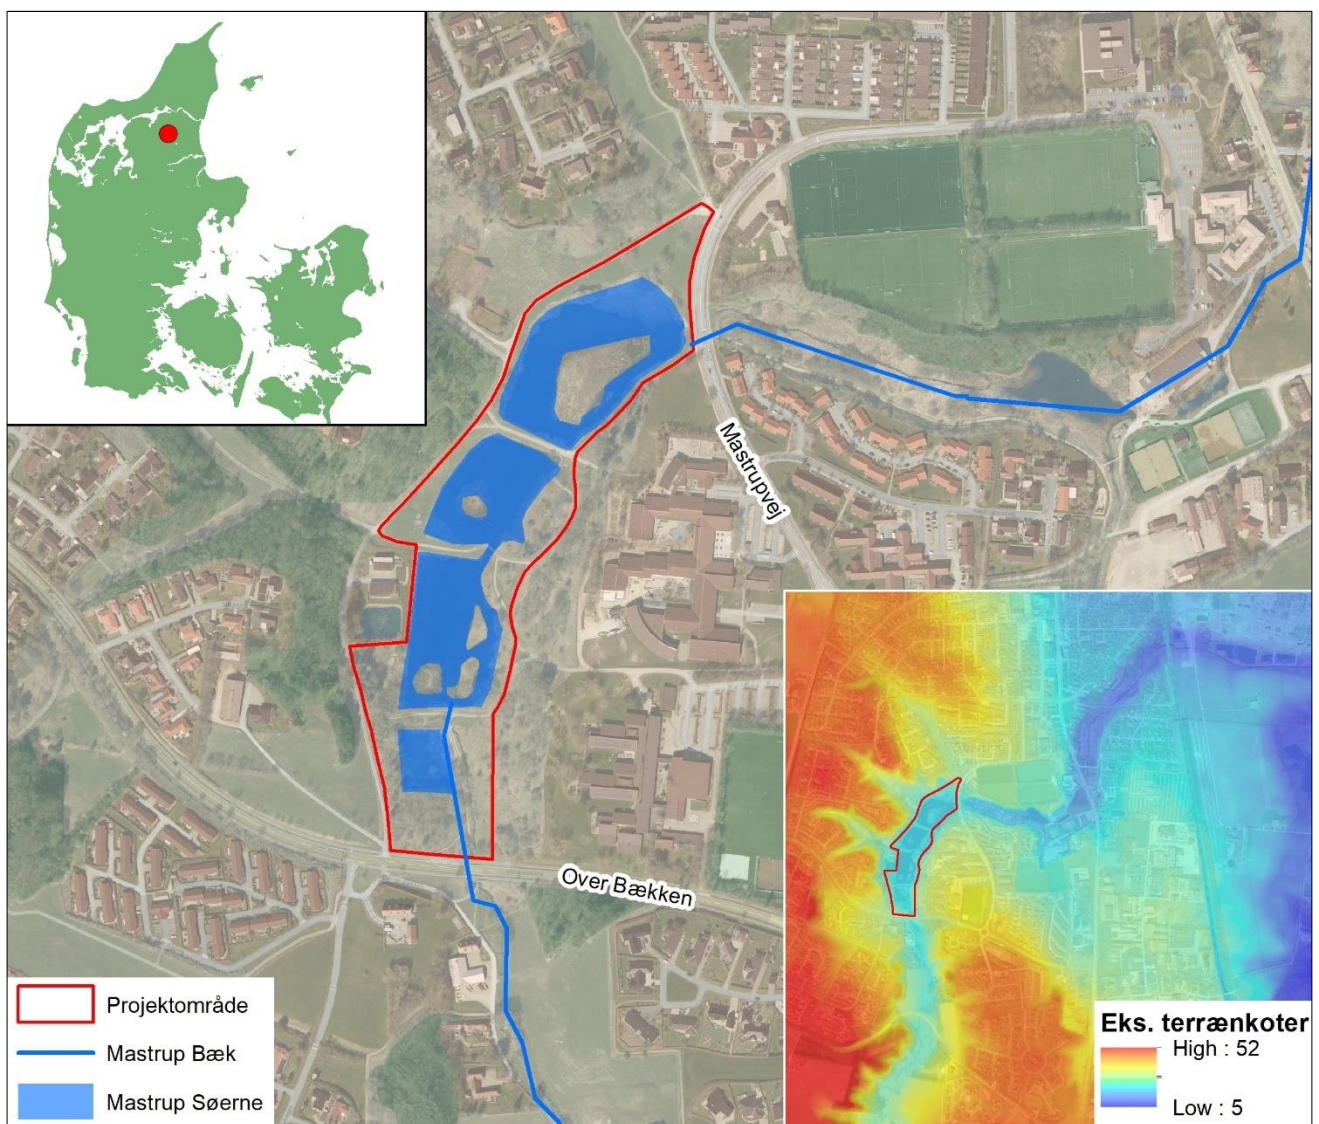 Mastrupvej
Over Bækken
Projektområde
Mastrup Bæk
Mastrup Søerne
Eks. terrænkoter
High : 52
Low : 5